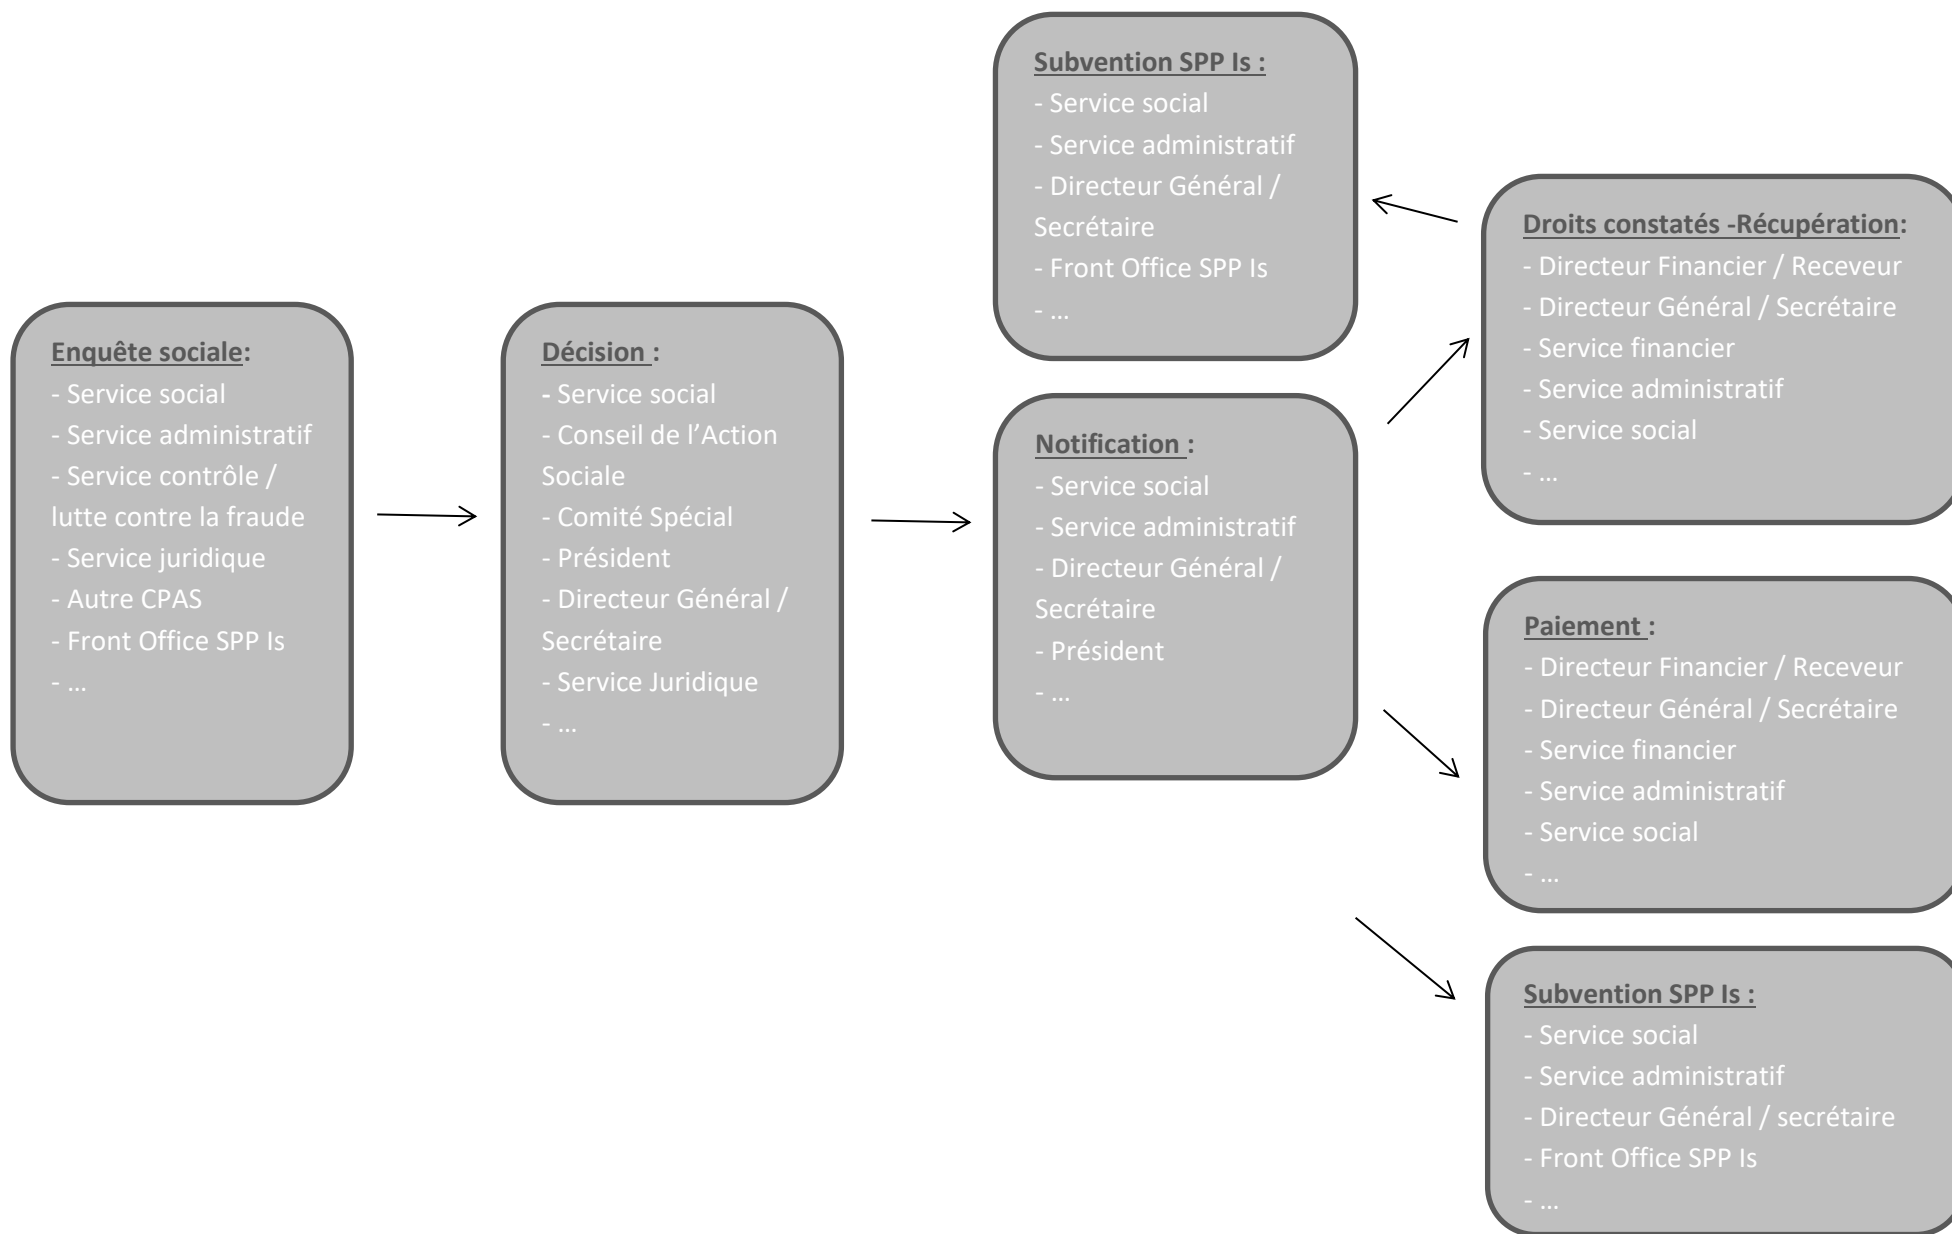 Enquête sociale:
- Service social
- Service administratif
- Service contrôle /
lutte contre la fraude
- Service juridique
- Autre CPAS
- Front Office SPP Is
- ...
Décision :
- Service social
- Conseil de l’Action
Sociale
- Comité Spécial
- Président
- Directeur Général /
Secrétaire
- Service Juridique
- ...
Subvention SPP Is :
- Service social
- Service administratif
- Directeur Général /
Secrétaire
- Front Office SPP Is
- ...
Notification :
- Service social
- Service administratif
- Directeur Général /
Secrétaire
- Président
- ...
Droits constatés -Récupération:
- Directeur Financier / Receveur
- Directeur Général / Secrétaire
- Service financier
- Service administratif
- Service social
- ...
Paiement :
- Directeur Financier / Receveur
- Directeur Général / Secrétaire
- Service financier
- Service administratif
- Service social
- ...
Subvention SPP Is :
- Service social
- Service administratif
- Directeur Général / secrétaire
- Front Office SPP Is
- ...